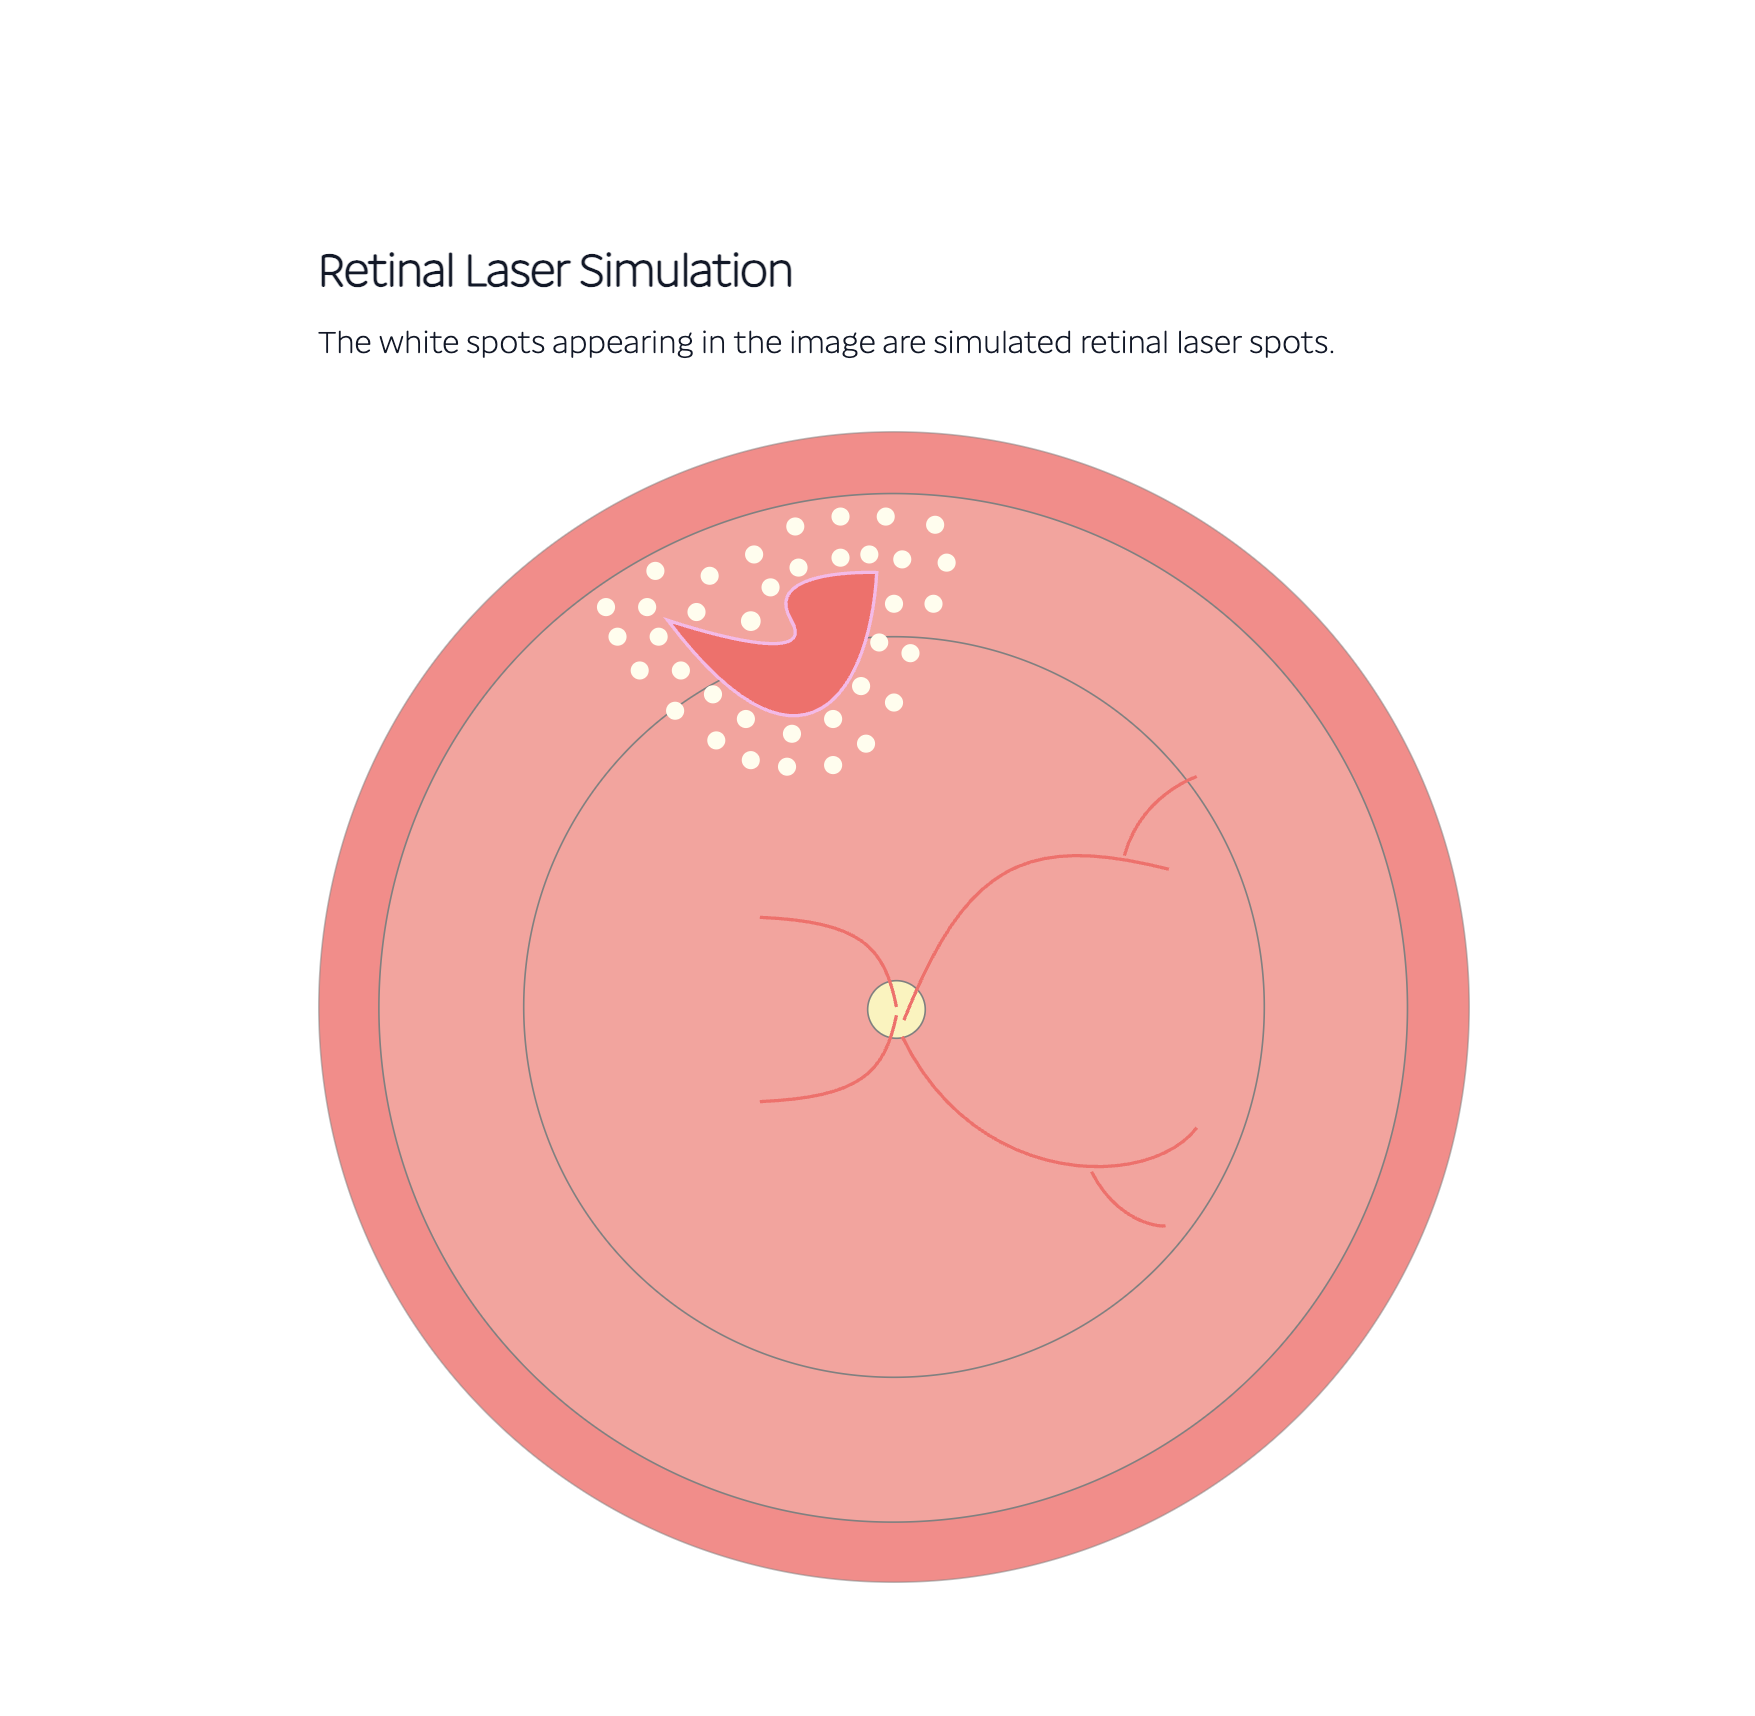 Retinal Laser Simulation
The white spots appearing in the image are simulated retinal laser spots.